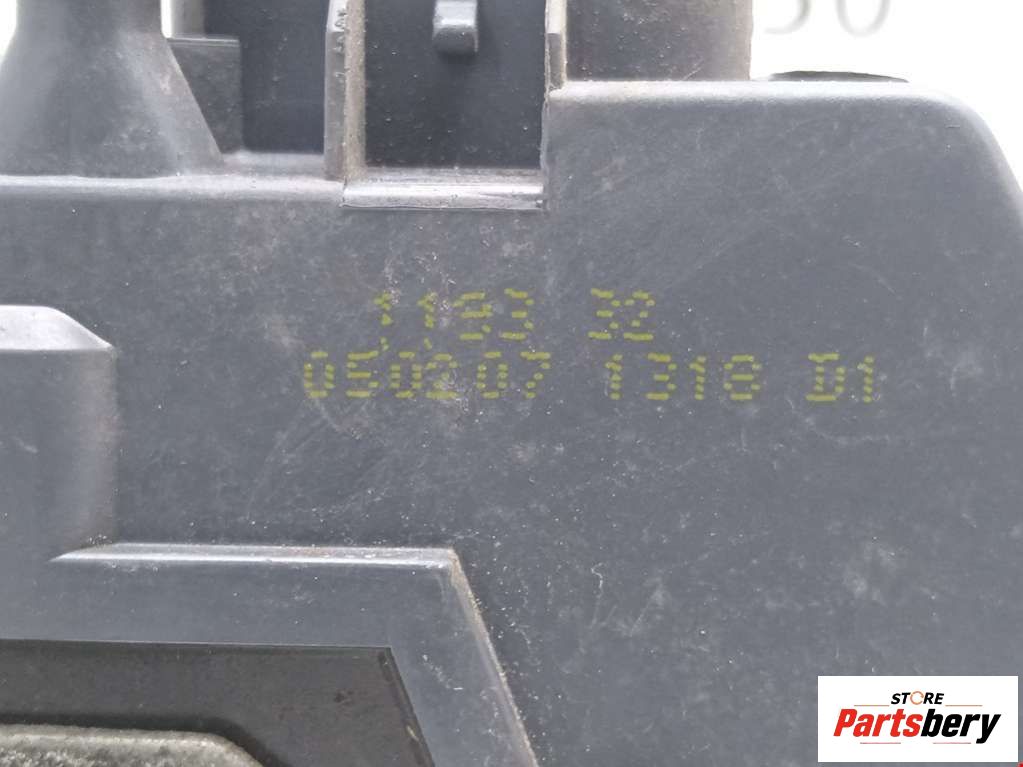 1193 32
050207 1318 D1
STORE
Partsbery